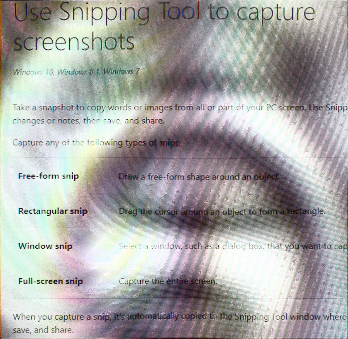 Use Snipping Tool to capture
screenshots
Windows 10, Windows 8.1, Windows 7
Take a snapshot to copy words or images from all or part of your PC screen. Use Snipp
changes or notes, then save, and share.
Capture any of the following types of snips:
Free-form snip Draw a free-form shape around an object.
Rectangular snip Drag the cursor around an object to form a rectangle.
Window snip Select a window, such as a dialog box, that you want to cap
Full-screen snip Capture the entire screen.
When you capture a snip, it's automatically copied to the Snipping Tool window where
save, and share.